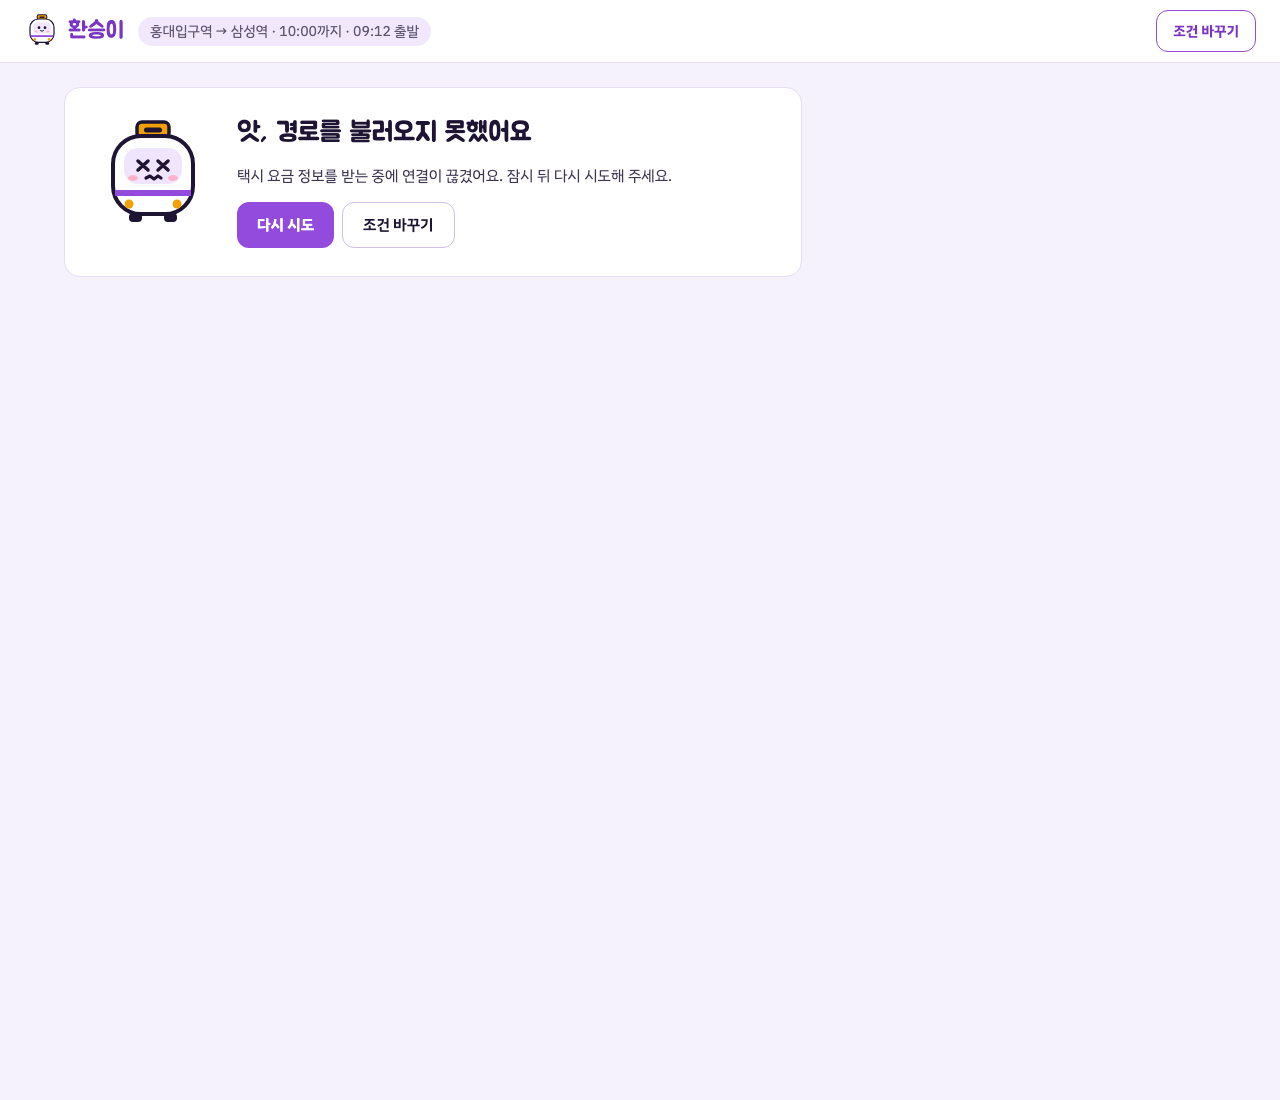 환승이
홍대입구역 → 삼성역 · 10:00까지 · 09:12 출발
조건 바꾸기
앗, 경로를 불러오지 못했어요
택시 요금 정보를 받는 중에 연결이 끊겼어요. 잠시 뒤 다시 시도해 주세요.
다시 시도
조건 바꾸기